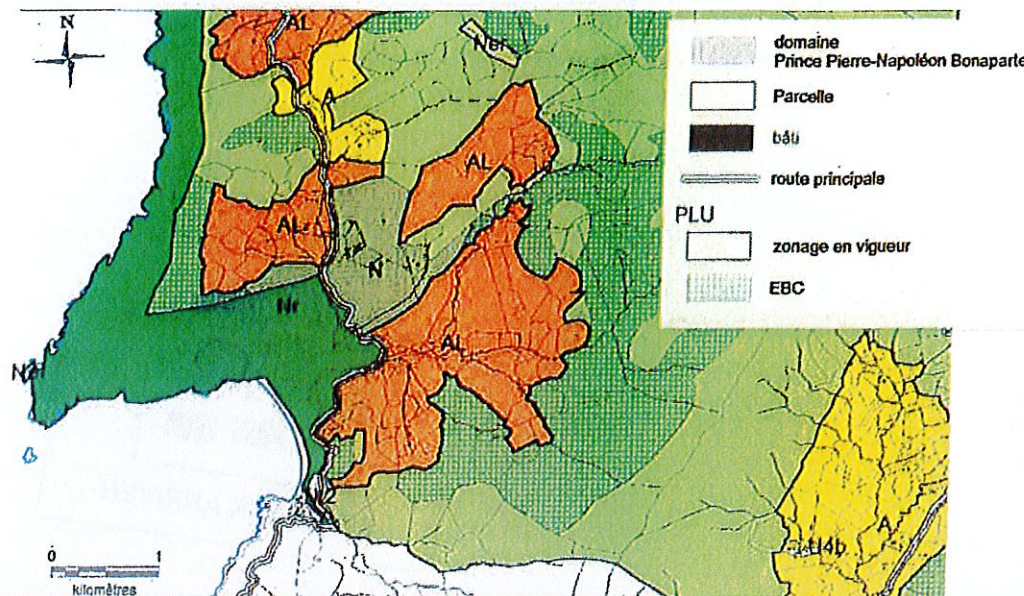 N
AL
A
AL
AL
N
Nr
AL
A
0 1
kilomètres
domaine
Prince Pierre-Napoléon Bonaparte
Parcelle
bâti
route principale
PLU
zonage en vigueur
EBC